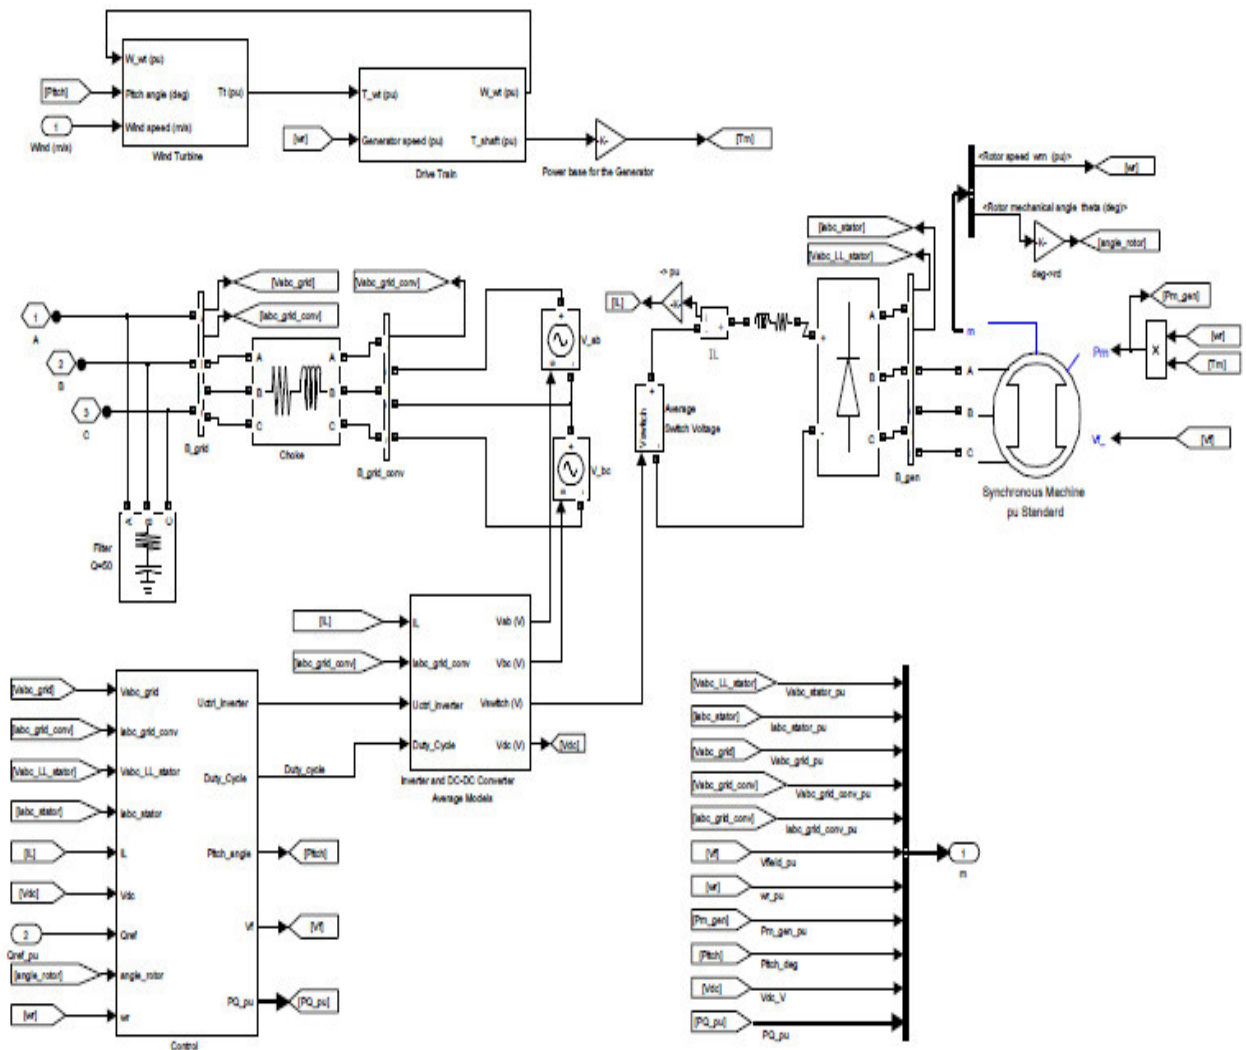 W_wt (pu)
[Pitch]
Pitch angle (deg)
Tt (pu)
1
Wind speed (m/s)
Wind (m/s)
Wind Turbine
T_wt (pu)
W_wt (pu)
[wr]
Generator speed (pu)
T_shaft (pu)
Drive Train
-K-
Power base for the Generator
[Tm]
<Rotor speed wm (pu)>
[wr]
<Rotor mechanical angle theta (deg)>
-K-
[angle_rotor]
deg->rd
[Iabc_stator]
[Vabc_LL_stator]
[Vabc_grid]
[Iabc_grid_conv]
[Vabc_grid_conv]
1
A
2
B
3
C
B_grid
A
B
C
A
B
C
Choke
B_grid_conv
V_ab
V_bc
-> pu
[IL]
-K-
IL
Vswitch
Average
Switch Voltage
+
-
A
B
C
B_gen
m
A
B
C
Pm
Vf_
[Pm_gen]
[wr]
[Tm]
×
[Vf]
Synchronous Machine
pu Standard
A
B
C
Filter
Q=50
[IL]
IL
Vab (V)
[Iabc_grid_conv]
Iabc_grid_conv
Vbc (V)
Uctrl_inverter
Vswitch (V)
Duty_Cycle
Vdc (V)
[Vdc]
Inverter and DC-DC Converter
Average Models
[Vabc_grid]
Vabc_grid
Uctrl_inverter
[Iabc_grid_conv]
Iabc_grid_conv
[Vabc_LL_stator]
Vabc_LL_stator
Duty_Cycle
Duty_cycle
[Iabc_stator]
Iabc_stator
[IL]
IL
Pitch_angle
[Pitch]
[Vdc]
Vdc
2
Qref
Qref_pu
Vf
[Vf]
[angle_rotor]
angle_rotor
PQ_pu
[PQ_pu]
[wr]
wr
Control
[Vabc_LL_stator]
Vabc_stator_pu
[Iabc_stator]
Iabc_stator_pu
[Vabc_grid]
Vabc_grid_pu
[Vabc_grid_conv]
Vabc_grid_conv_pu
[Iabc_grid_conv]
Iabc_grid_conv_pu
[Vf]
Vfield_pu
[wr]
wr_pu
[Pm_gen]
Pm_gen_pu
[Pitch]
Pitch_deg
[Vdc]
Vdc_V
[PQ_pu]
PQ_pu
1
m